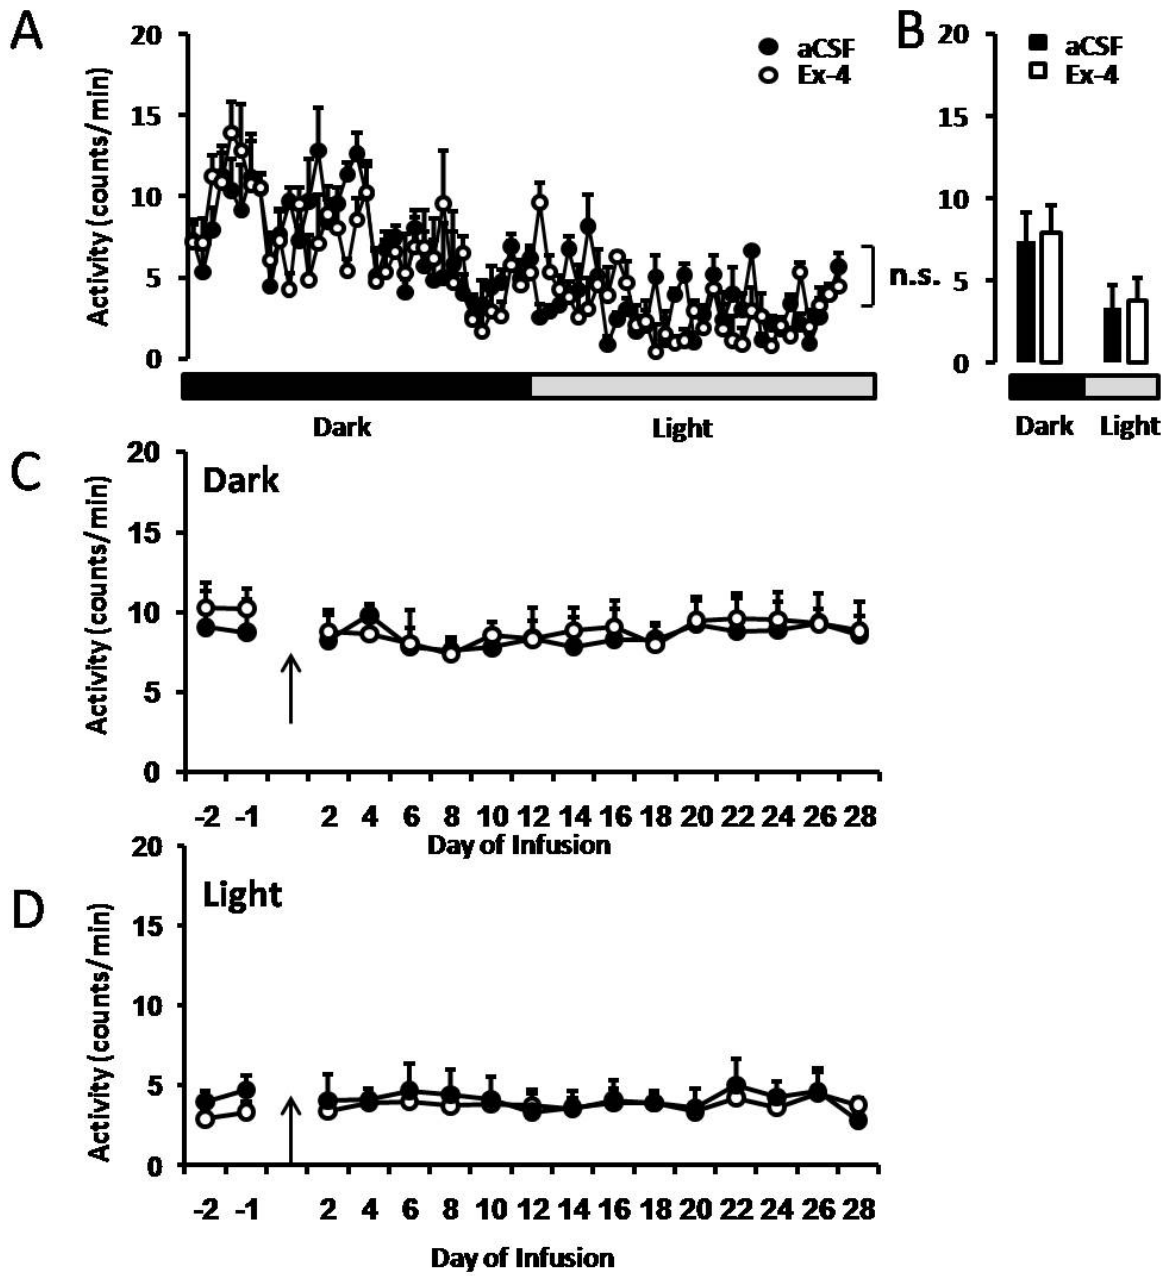 A
20
15
10
5
0
Activity (counts/min)
aCSF
Ex-4
n.s.
Dark Light
B
20
15
10
5
0
aCSF
Ex-4
Dark Light
C
20
15
10
5
0
Activity (counts/min)
Dark
-2 -1 2 4 6 8 10 12 14 16 18 20 22 24 26 28
Day of Infusion
D
20
15
10
5
0
Activity (counts/min)
Light
-2 -1 2 4 6 8 10 12 14 16 18 20 22 24 26 28
Day of Infusion